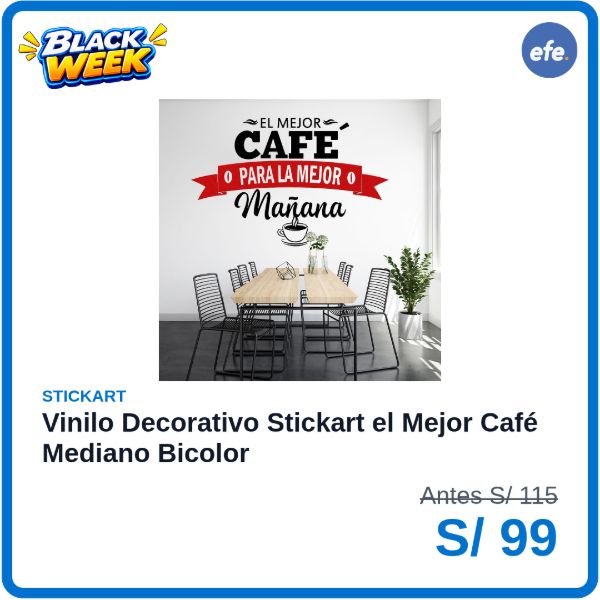 BLACK
WEEK
efe.
EL MEJOR
CAFÉ
PARA LA MEJOR
Mañana
STICKART
Vinilo Decorativo Stickart el Mejor Café
Mediano Bicolor
Antes S/ 115
S/ 99